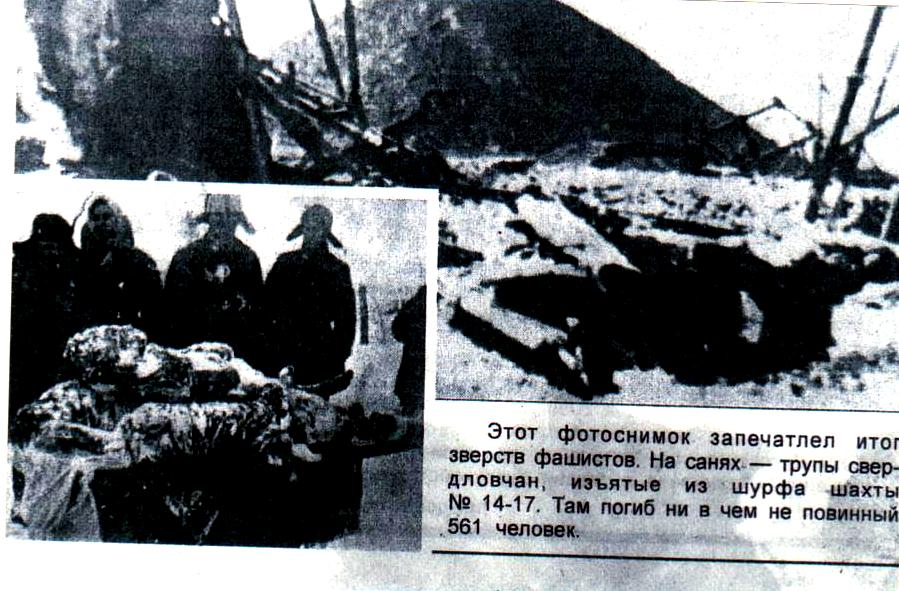 Этот фотоснимок запечатлел итог
зверств фашистов. На санях — трупы свер-
дловчан, изъятые из шурфа шахты
№ 14-17. Там погиб ни в чем не повинный
561 человек.